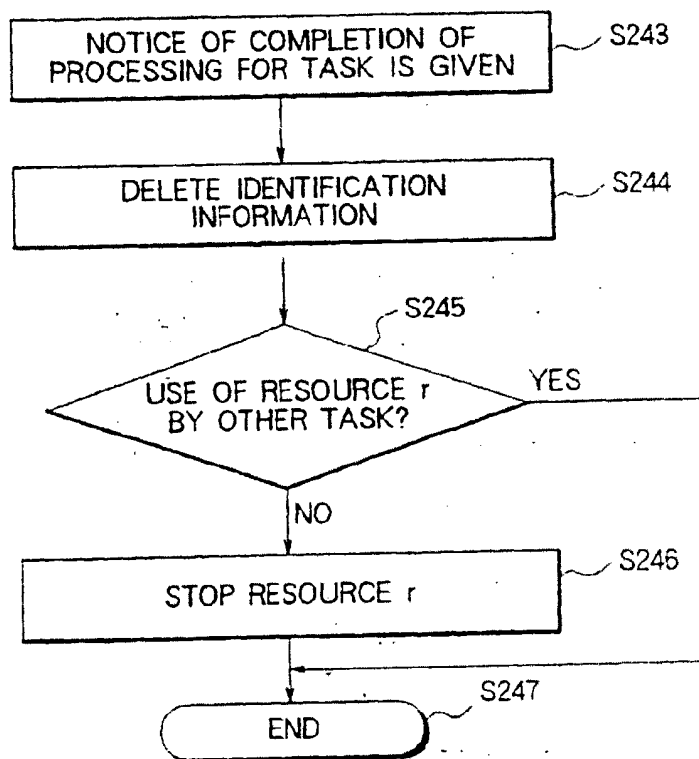 NOTICE OF COMPLETION OF
PROCESSING FOR TASK IS GIVEN
S243
DELETE IDENTIFICATION
INFORMATION
S244
S245
USE OF RESOURCE r
BY OTHER TASK?
YES
NO
STOP RESOURCE r
S246
END
S247